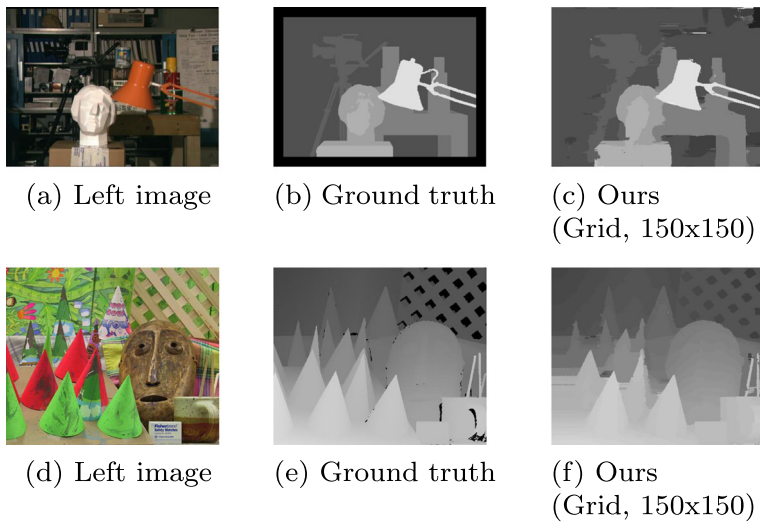 (a) Left image
(b) Ground truth
(c) Ours
(Grid, 150x150)
(d) Left image
(e) Ground truth
(f) Ours
(Grid, 150x150)